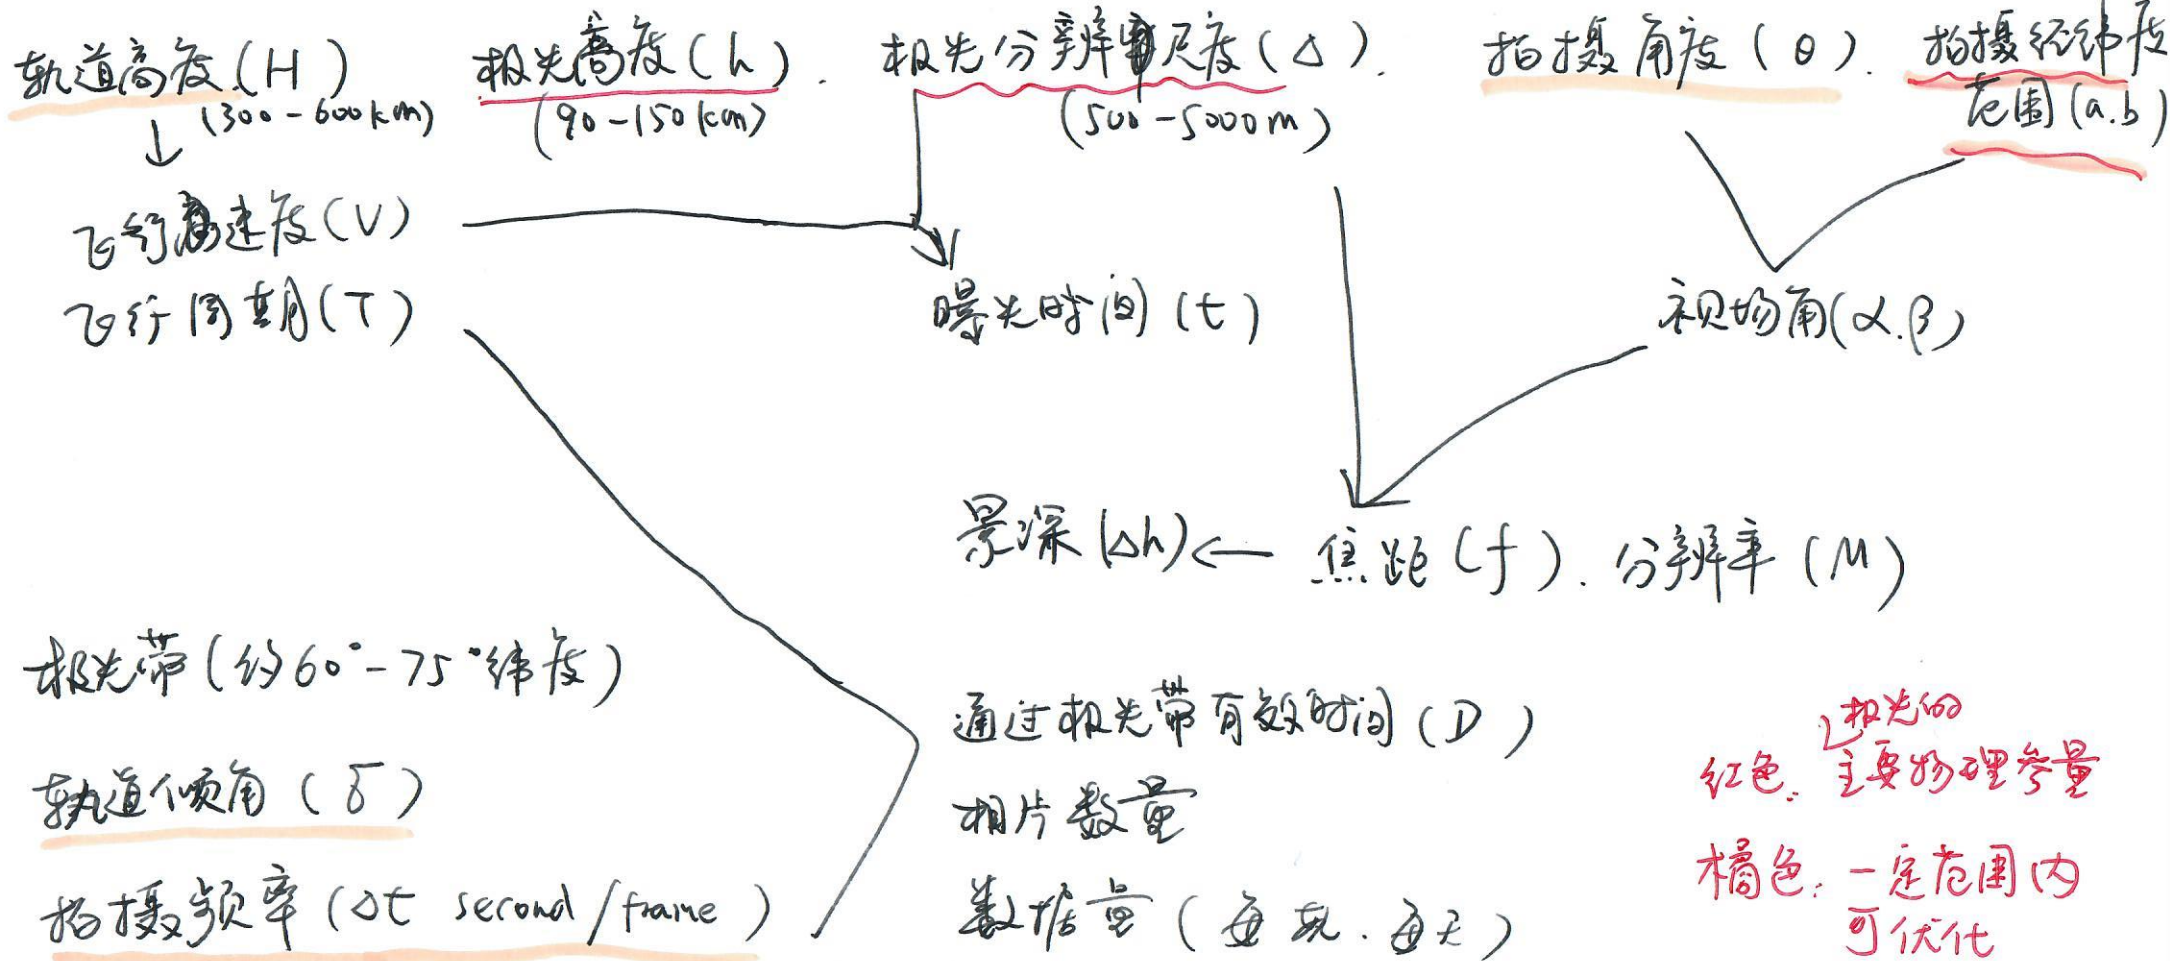 轨道高度(H) 极光高度(h). 极光分辨率尺度(Δ). 拍摄角度(θ). 拍摄经纬度
(300-600km) (90-150km) (500-5000m) 范围(a.b)
↓
飞行速度(V)
飞行周期(T) 曝光时间(t) 视场角(α.β)
景深(Δh)← 焦距(f). 分辨率(M)
极光带(约60°-75°纬度)
通过极光带有效时间(D)
极光的
红色: 主要物理参量
轨道倾角(δ)
相片数量
橘色: 一定范围内
可优化
拍摄频率(Δt second/frame)
数据量(每轨.每天)